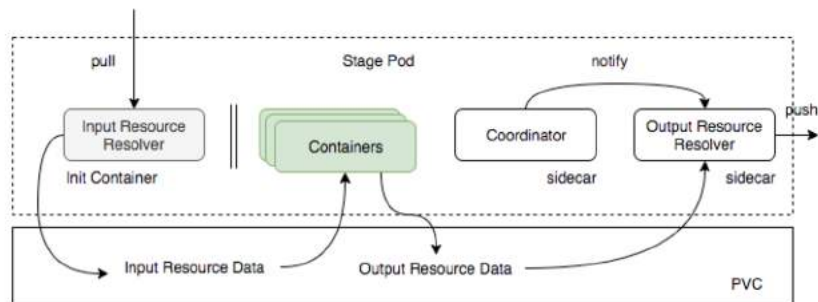 pull
Stage Pod
notify
push
Input Resource
Resolver
Containers
Coordinator
Output Resource
Resolver
Init Container
sidecar
sidecar
Input Resource Data
Output Resource Data
PVC